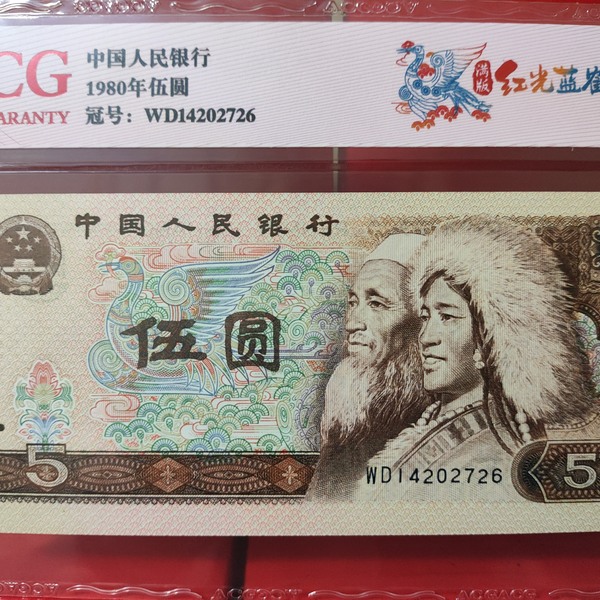 CG
ARANTY
中国人民银行
1980年伍圆
冠号：WD14202726
满版
红光蓝
中国人民银行
伍圆
5
WD14202726
5